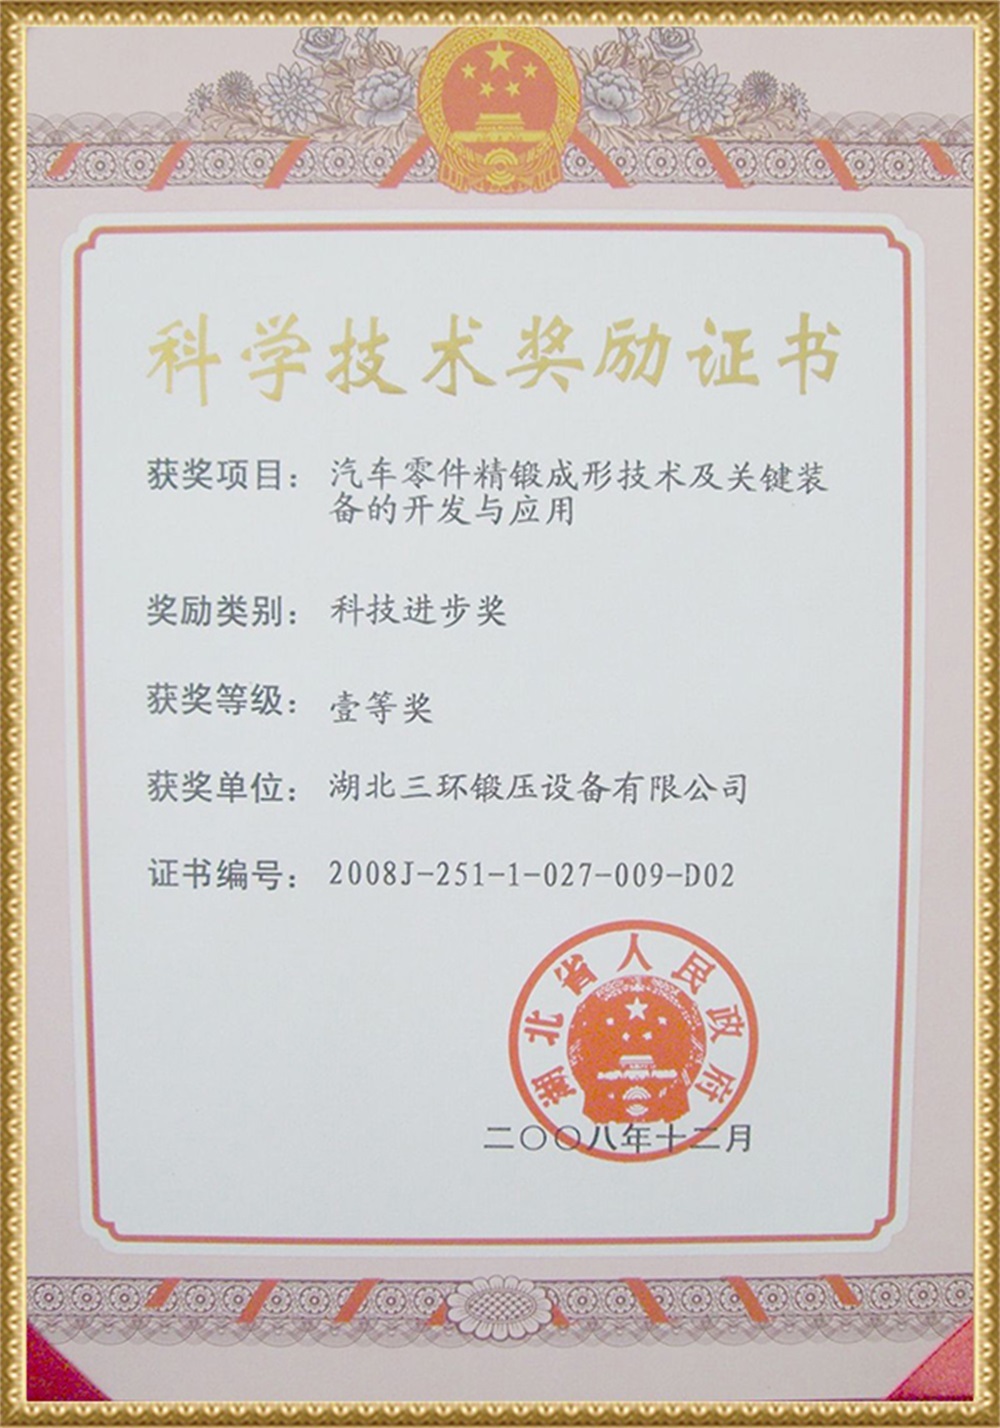 科学技术奖励证书
获奖项目：汽车零件精锻成形技术及关键装
备的开发与应用
奖励类别：科技进步奖
获奖等级：壹等奖
获奖单位：湖北三环锻压设备有限公司
证书编号：2008J-251-1-027-009-D02
湖北省人民政府
二〇〇八年十二月